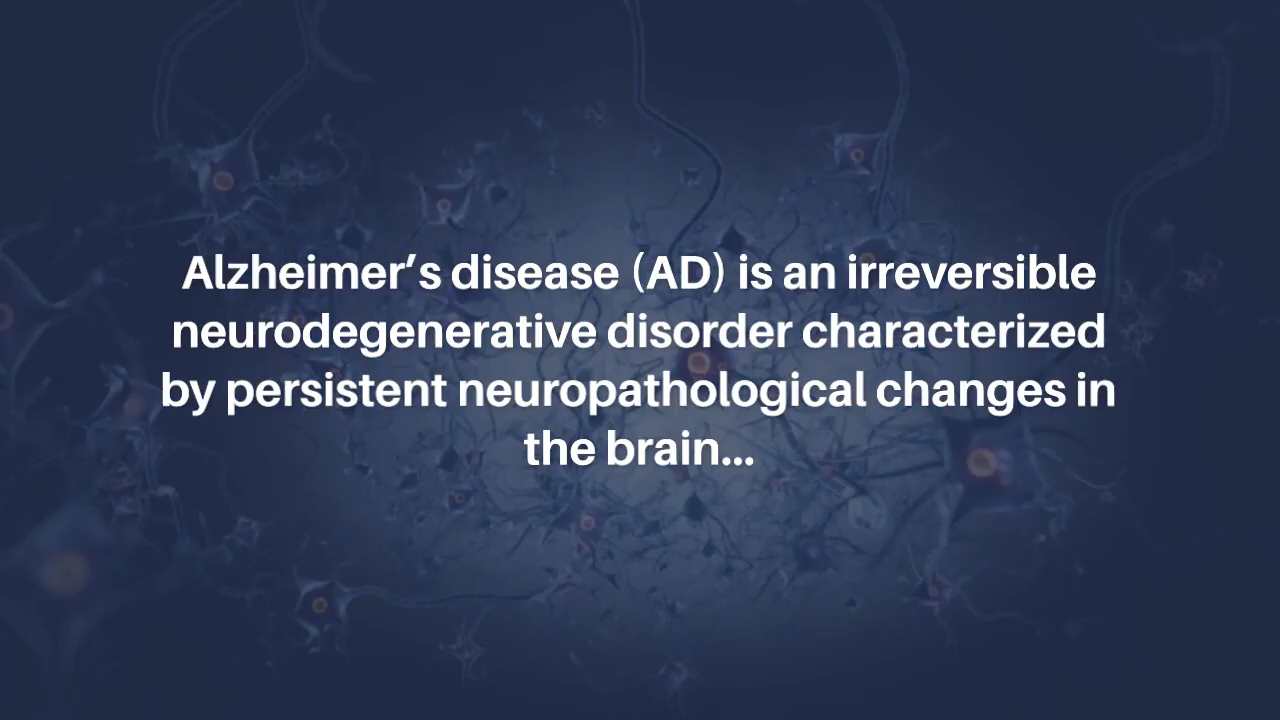 Alzheimer’s disease (AD) is an irreversible
neurodegenerative disorder characterized
by persistent neuropathological changes in
the brain...